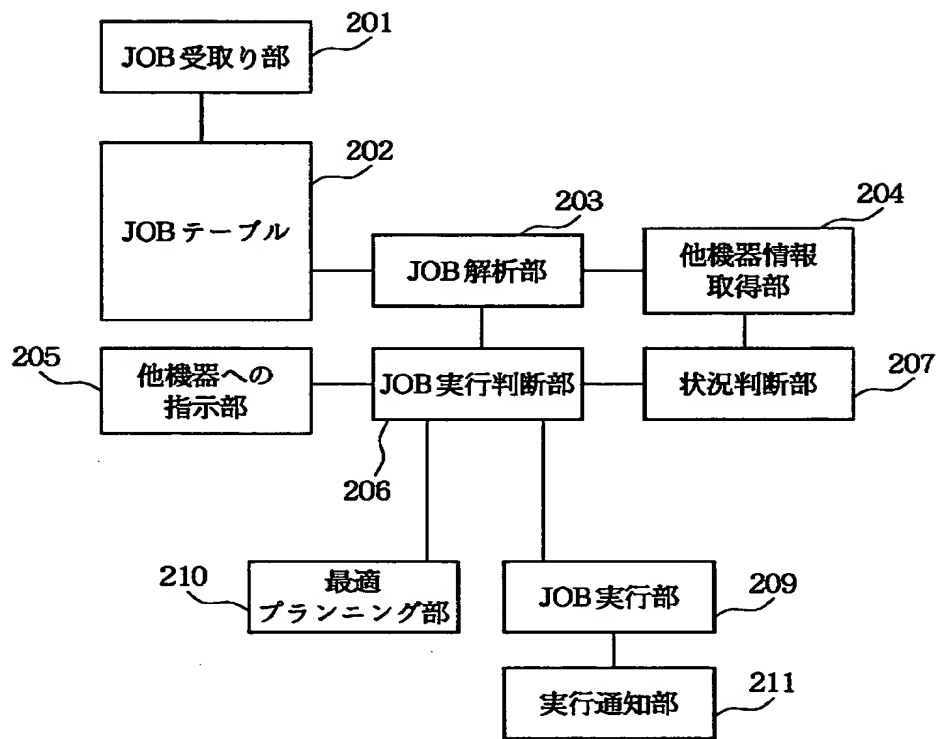 201
JOB受取り部
202
JOBテーブル
203
JOB解析部
204
他機器情報
取得部
205
他機器への
指示部
JOB実行判断部
206
状況判断部
207
210
最適
プランニング部
JOB実行部
209
実行通知部
211